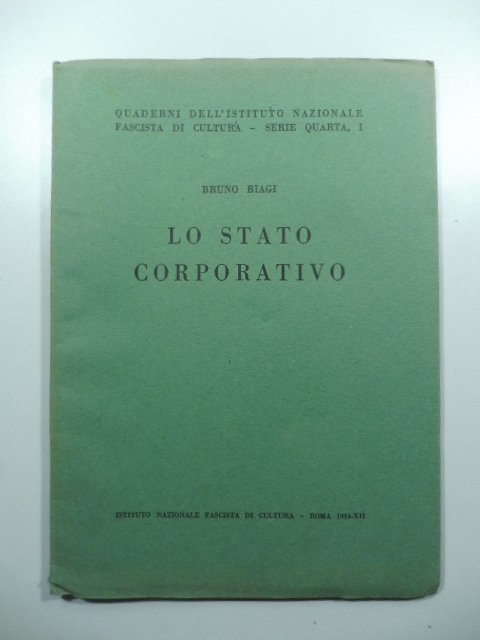 QUADERNI DELL'ISTITUTO NAZIONALE
FASCISTA DI CULTURA – SERIE QUARTA, I
BRUNO BIAGI
LO STATO
CORPORATIVO
ISTITUTO NAZIONALE FASCISTA DI CULTURA – ROMA 1934-XII